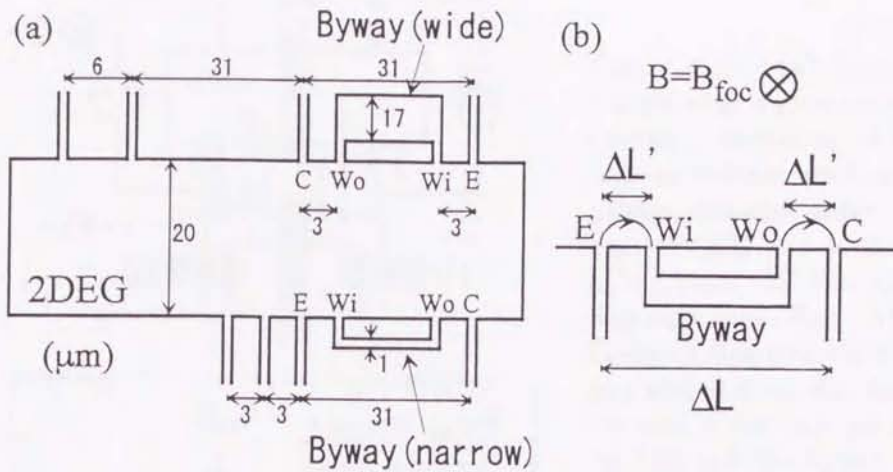 (a)
Byway(wide)
6
31
31
17
C
Wo
Wi
E
3
3
20
2DEG
(μm)
E
Wi
Wo
C
1
3
3
31
Byway(narrow)
(b)
B=B_foc ⊗
ΔL'
ΔL'
E
Wi
Wo
C
Byway
ΔL